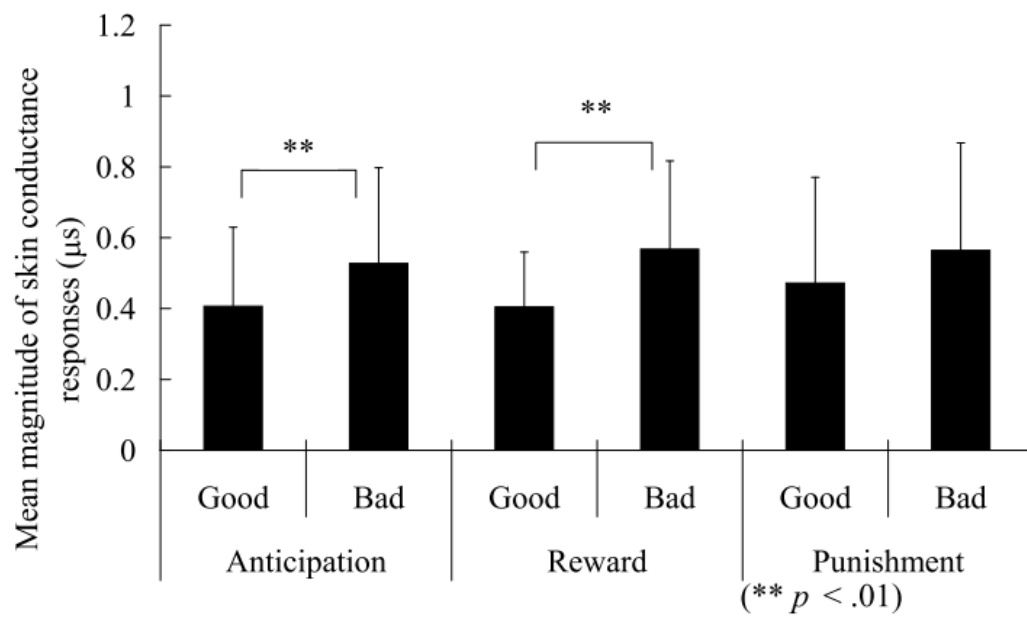 Mean magnitude of skin conductance
responses (μs)
1.2
1
0.8
0.6
0.4
0.2
0
**
**
Good Bad Good Bad Good Bad
Anticipation Reward Punishment
(** p < .01)